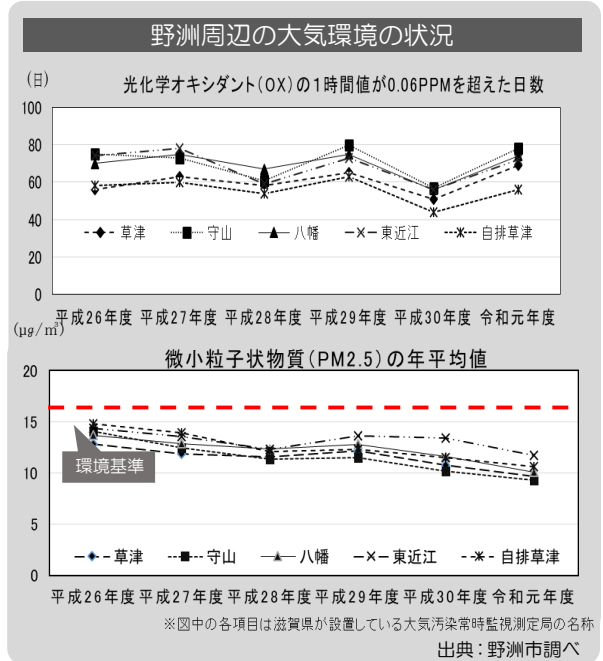 野洲周辺の大気環境の状況
(日)
光化学オキシダント(OX)の1時間値が0.06PPMを超えた日数
100
80
60
40
20
0
草津 守山 八幡 東近江 自排草津
平成26年度 平成27年度 平成28年度 平成29年度 平成30年度 令和元年度
(μg/㎥)
微小粒子状物質(PM2.5)の年平均値
20
15
10
5
0
環境基準
草津 守山 八幡 東近江 自排草津
平成26年度 平成27年度 平成28年度 平成29年度 平成30年度 令和元年度
※図中の各項目は滋賀県が設置している大気汚染常時監視測定局の名称
出典：野洲市調べ